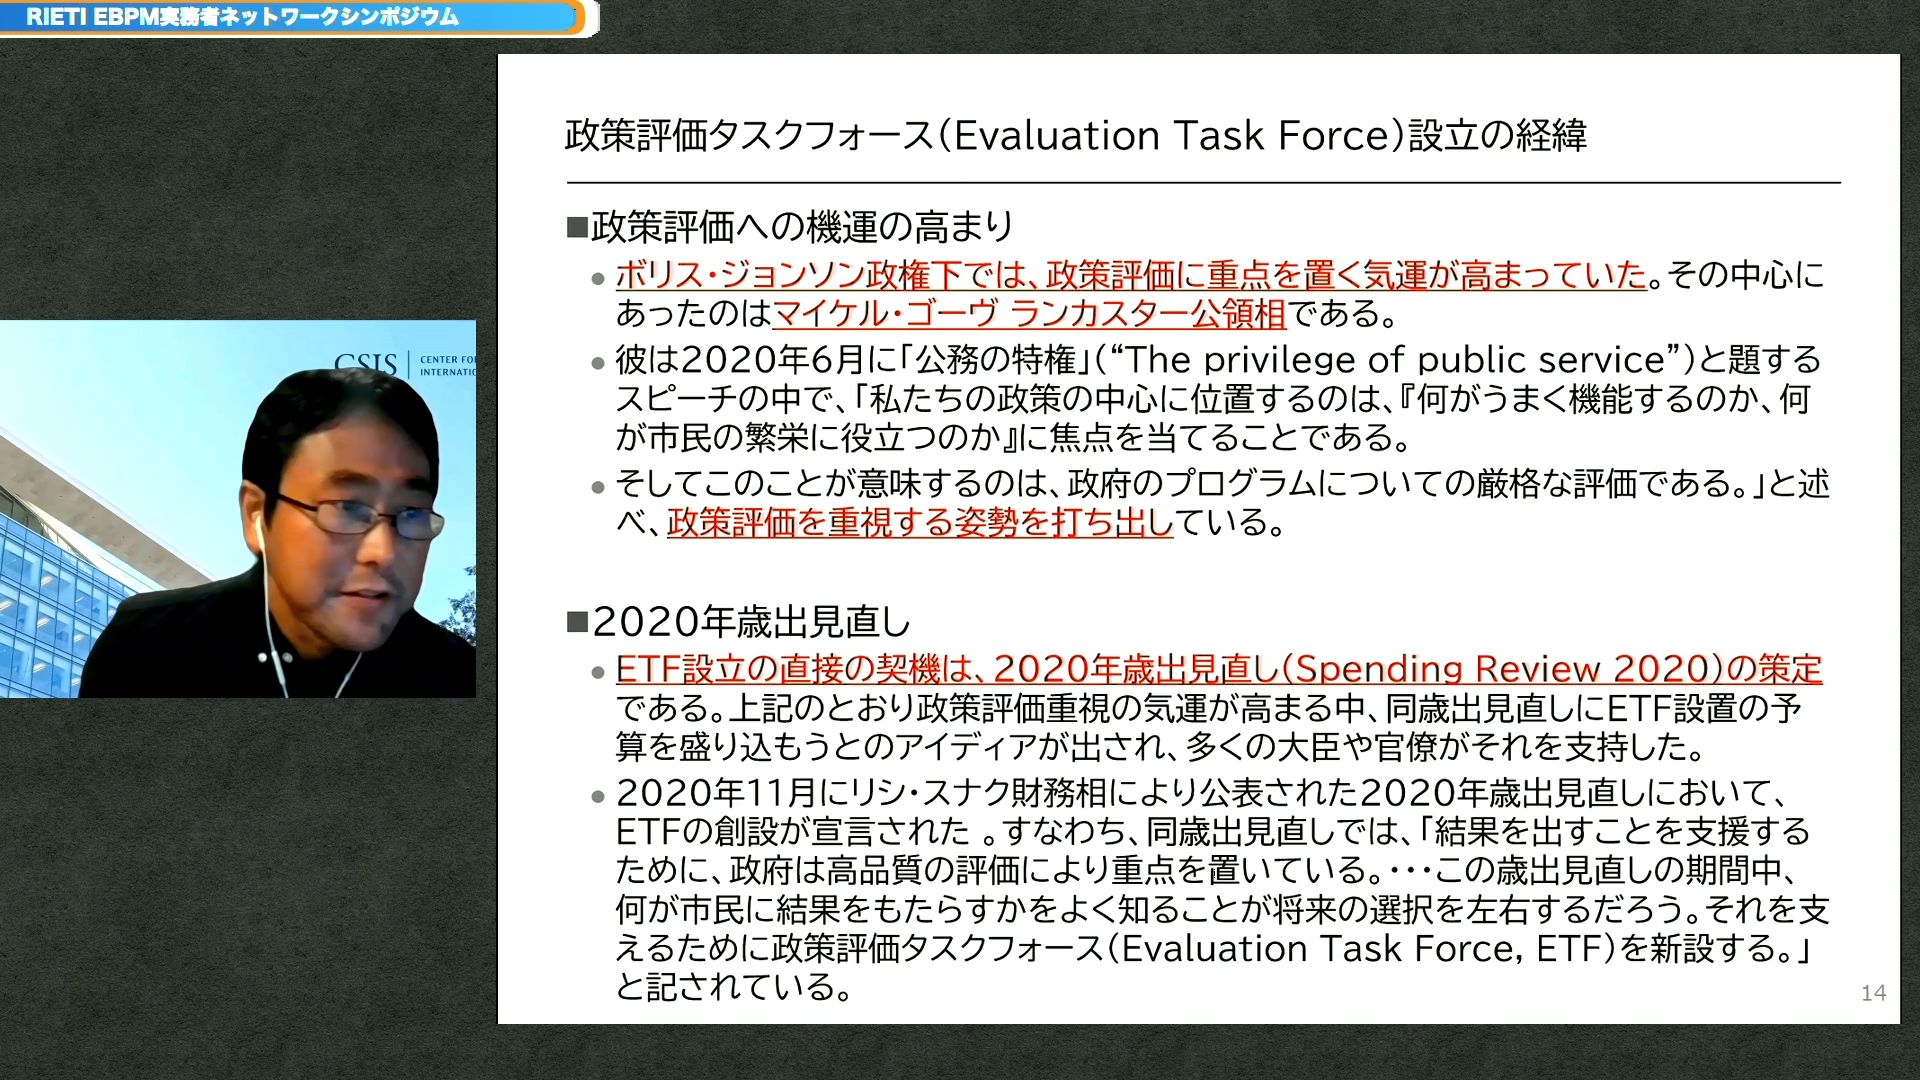 RIETI EBPM実務者ネットワークシンポジウム
政策評価タスクフォース（Evaluation Task Force）設立の経緯
■政策評価への機運の高まり
● ボリス・ジョンソン政権下では、政策評価に重点を置く気運が高まっていた。その中心に
あったのはマイケル・ゴーヴ ランカスター公領相である。
● 彼は2020年6月に「公務の特権」（“The privilege of public service”）と題する
スピーチの中で、「私たちの政策の中心に位置するのは、『何がうまく機能するのか、何
が市民の繁栄に役立つのか』に焦点を当てることである。
● そしてこのことが意味するのは、政府のプログラムについての厳格な評価である。」と述
べ、政策評価を重視する姿勢を打ち出している。
■2020年歳出見直し
● ETF設立の直接の契機は、2020年歳出見直し（Spending Review 2020）の策定
である。上記のとおり政策評価重視の気運が高まる中、同歳出見直しにETF設置の予
算を盛り込もうとのアイディアが出され、多くの大臣や官僚がそれを支持した。
● 2020年11月にリシ・スナク財務相により公表された2020年歳出見直しにおいて、
ETFの創設が宣言された 。すなわち、同歳出見直しでは、「結果を出すことを支援する
ために、政府は高品質の評価により重点を置いている。・・・この歳出見直しの期間中、
何が市民に結果をもたらすかをよく知ることが将来の選択を左右するだろう。それを支
えるために政策評価タスクフォース（Evaluation Task Force, ETF）を新設する。」
と記されている。
14
CSIS
CENTER FO
INTERNATIO